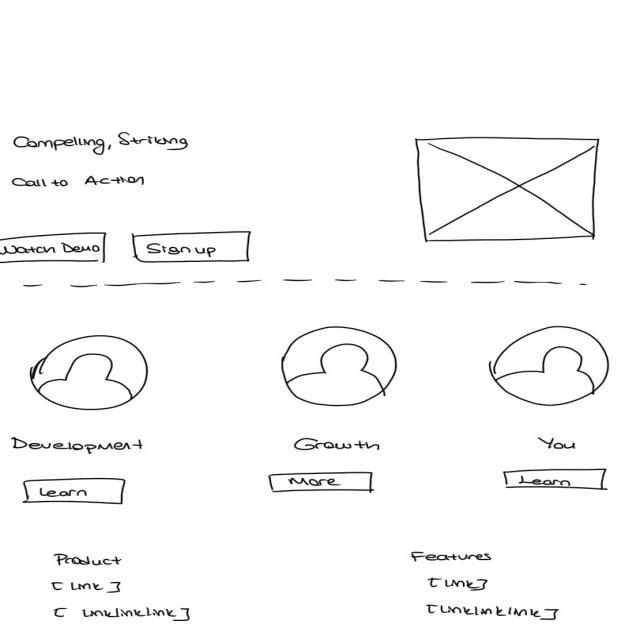 Compelling, Striking
Call to Action
Watch Demo Sign up
Development Growth You
Learn More Learn
Product Features
[ Link ] [Link]
[ LinkLinkLink ] [LinkLinkLink]